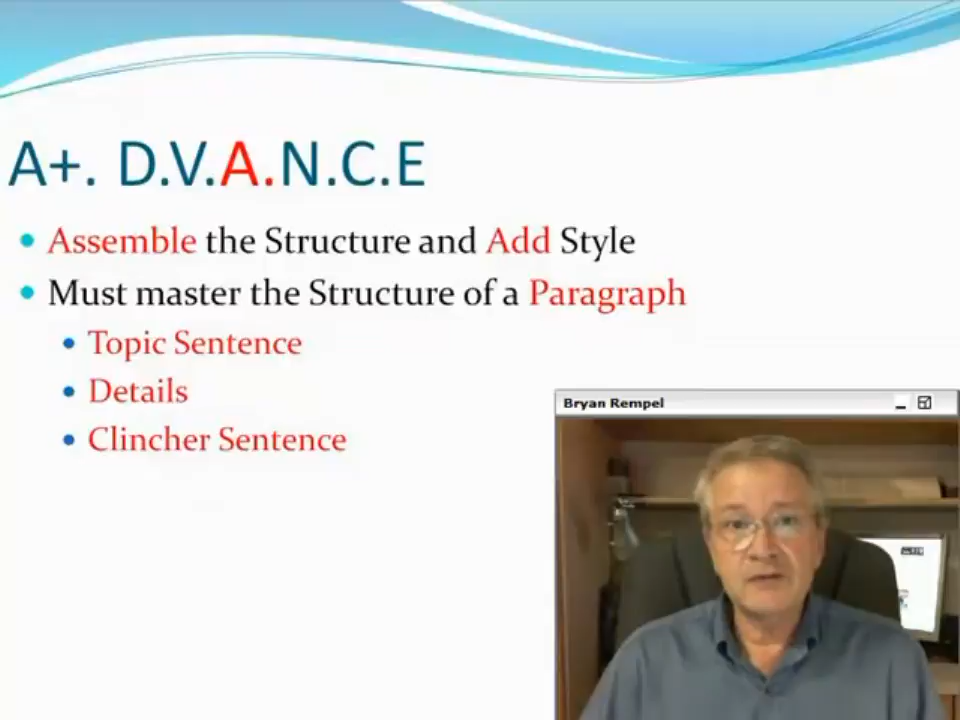 A+. D.V.A.N.C.E
Assemble the Structure and Add Style
Must master the Structure of a Paragraph
Topic Sentence
Details
Clincher Sentence
Bryan Rempel